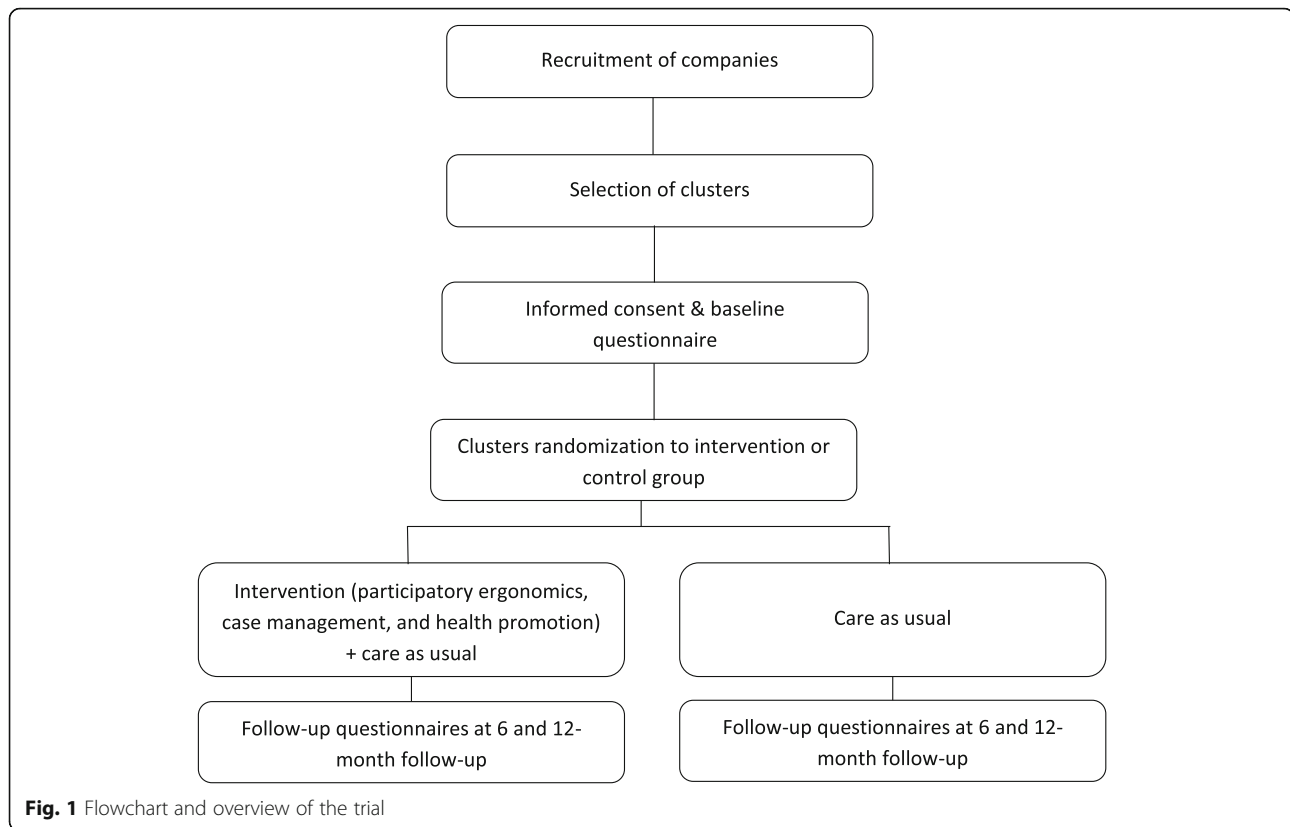 Recruitment of companies
Selection of clusters
Informed consent & baseline
questionnaire
Clusters randomization to intervention or
control group
Intervention (participatory ergonomics,
case management, and health promotion)
+ care as usual
Care as usual
Follow-up questionnaires at 6 and 12-
month follow-up
Follow-up questionnaires at 6 and 12-
month follow-up
Fig. 1 Flowchart and overview of the trial